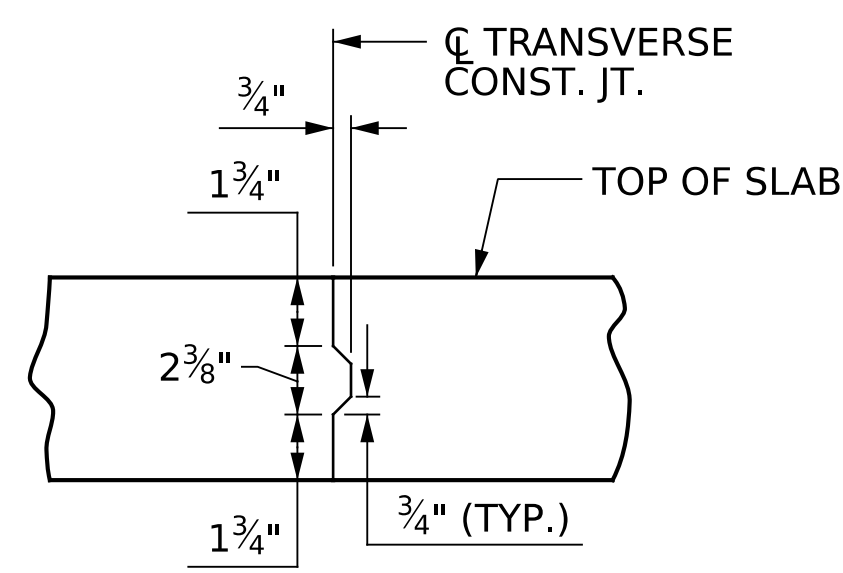 ℄ TRANSVERSE
CONST. JT.
¾"
1¾"
TOP OF SLAB
2⅜"
¾" (TYP.)
1¾"